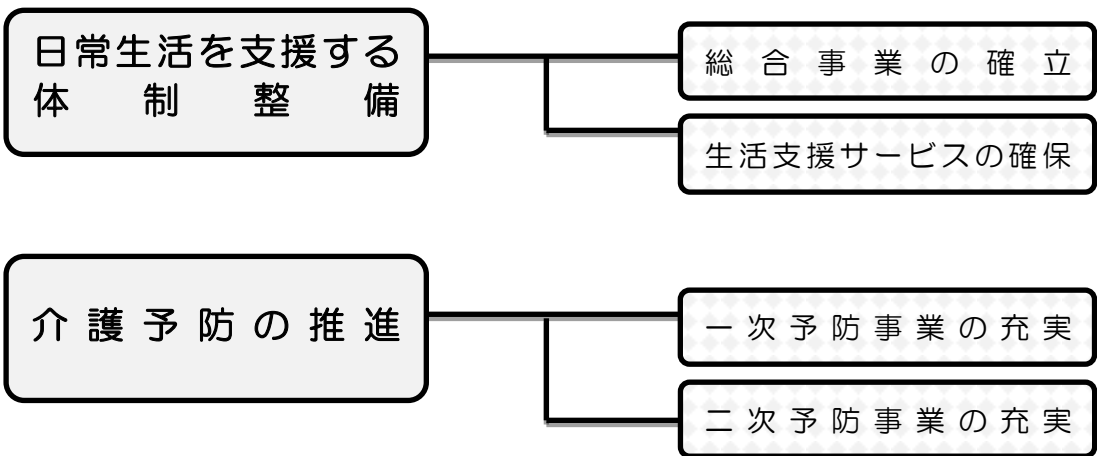 日常生活を支援する
体制整備
総合事業の確立
生活支援サービスの確保
介護予防の推進
一次予防事業の充実
二次予防事業の充実